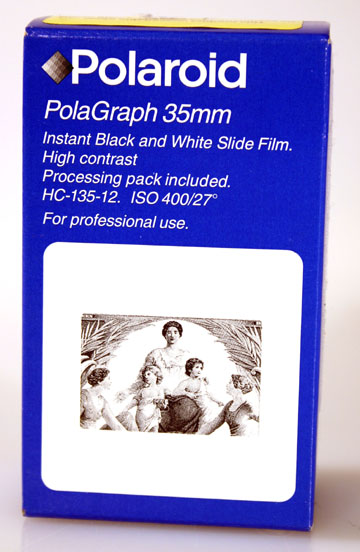 Polaroid
PolaGraph 35mm
Instant Black and White Slide Film.
High contrast
Processing pack included.
HC-135-12. ISO 400/27°
For professional use.